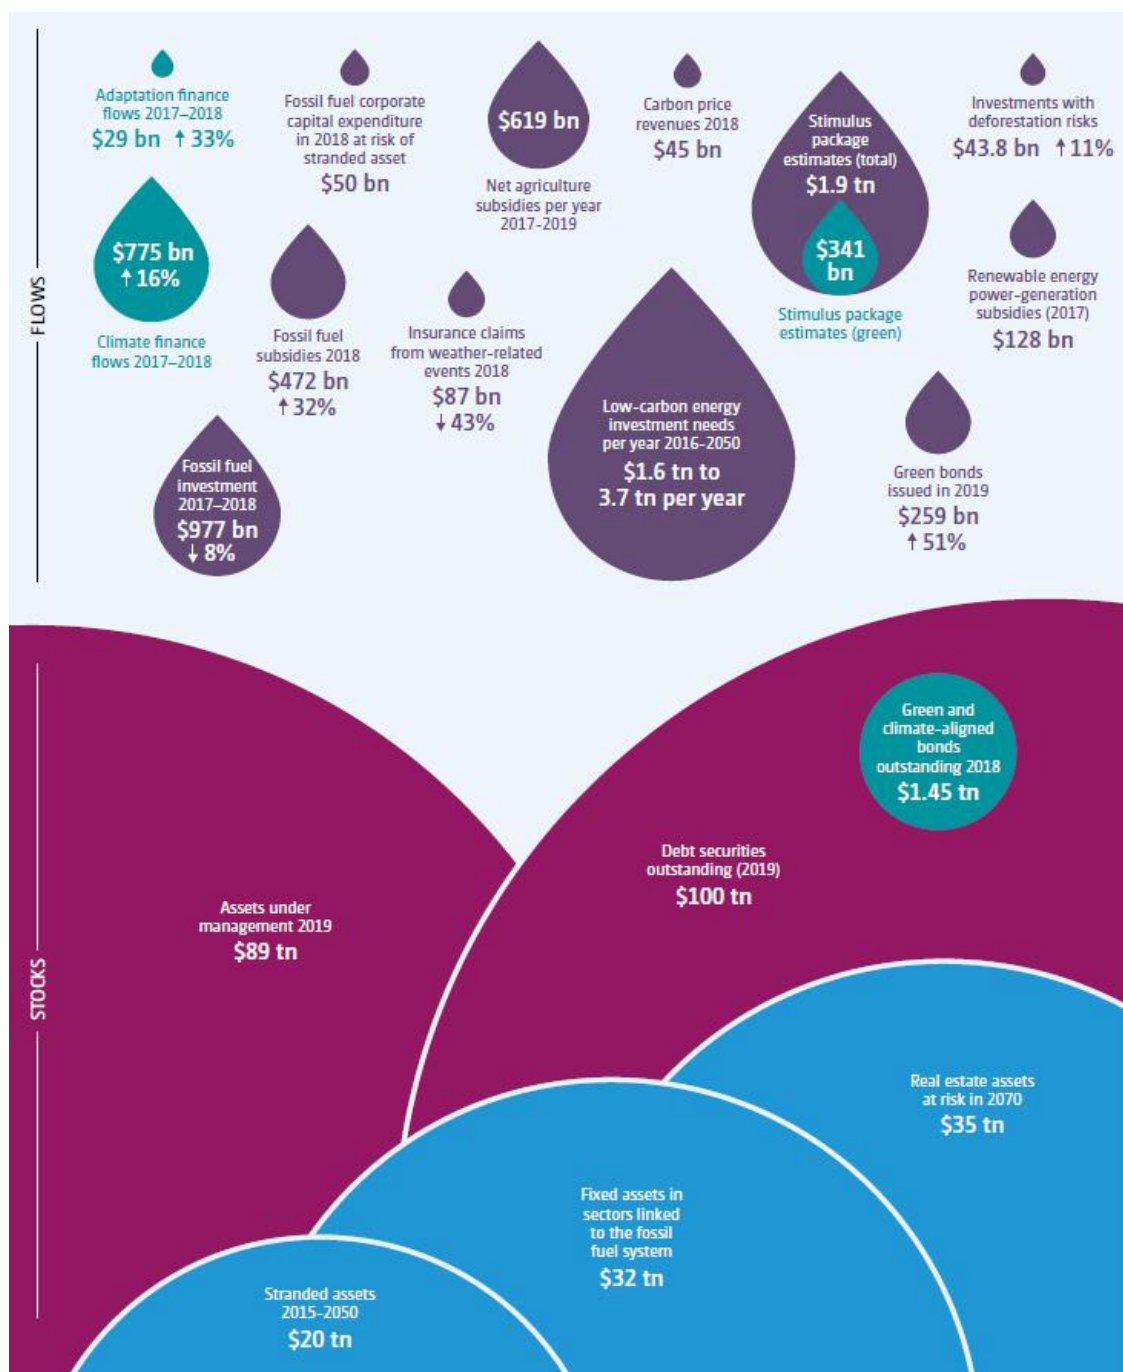 FLOWS
Adaptation finance
flows 2017–2018
$29 bn ↑ 33%
Fossil fuel corporate
capital expenditure
in 2018 at risk of
stranded asset
$50 bn
$619 bn
Net agriculture
subsidies per year
2017-2019
Carbon price
revenues 2018
$45 bn
Stimulus
package
estimates (total)
$1.9 tn
$341
bn
Stimulus package
estimates (green)
Investments with
deforestation risks
$43.8 bn ↑ 11%
$775 bn
↑ 16%
Climate finance
flows 2017–2018
Fossil fuel
subsidies 2018
$472 bn
↑ 32%
Insurance claims
from weather-related
events 2018
$87 bn
↓ 43%
Low-carbon energy
investment needs
per year 2016-2050
$1.6 tn to
3.7 tn per year
Renewable energy
power-generation
subsidies (2017)
$128 bn
Fossil fuel
investment
2017–2018
$977 bn
↓ 8%
Green bonds
issued in 2019
$259 bn
↑ 51%
STOCKS
Green and
climate-aligned
bonds
outstanding 2018
$1.45 tn
Debt securities
outstanding (2019)
$100 tn
Assets under
management 2019
$89 tn
Real estate assets
at risk in 2070
$35 tn
Fixed assets in
sectors linked
to the fossil
fuel system
$32 tn
Stranded assets
2015-2050
$20 tn